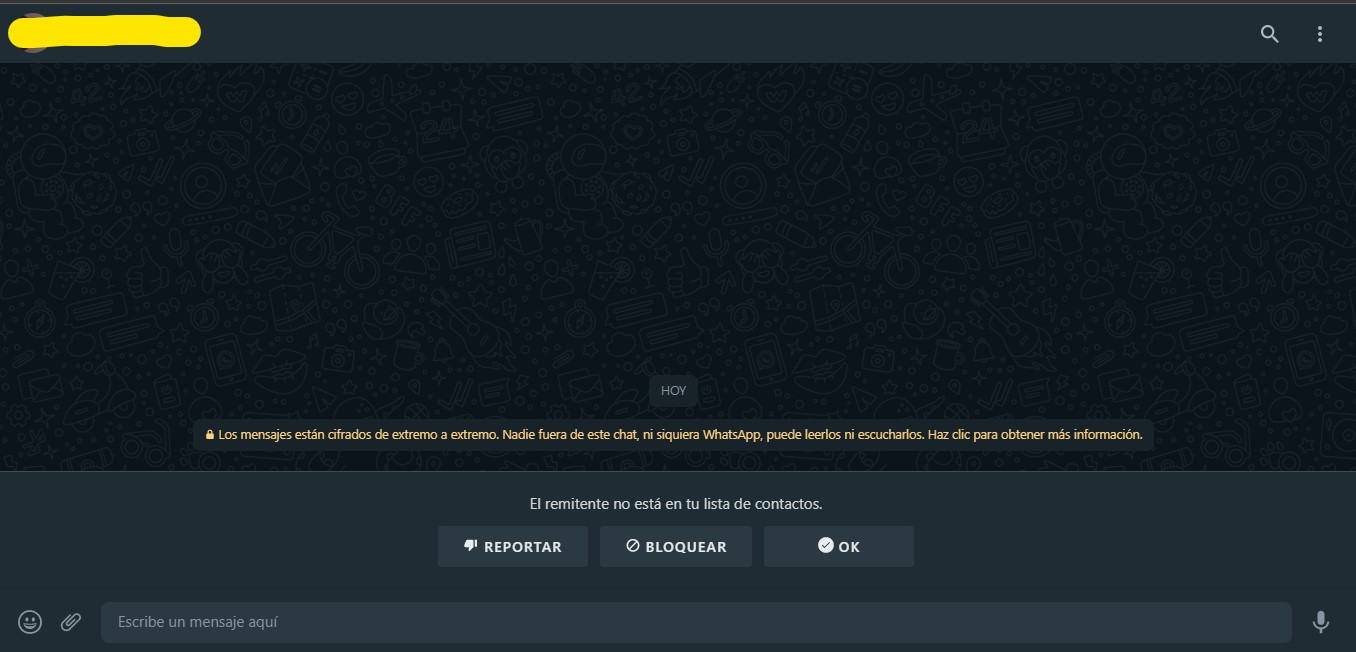 HOY
Los mensajes están cifrados de extremo a extremo. Nadie fuera de este chat, ni siquiera WhatsApp, puede leerlos ni escucharlos. Haz clic para obtener más información.
El remitente no está en tu lista de contactos.
REPORTAR BLOQUEAR OK
Escribe un mensaje aquí